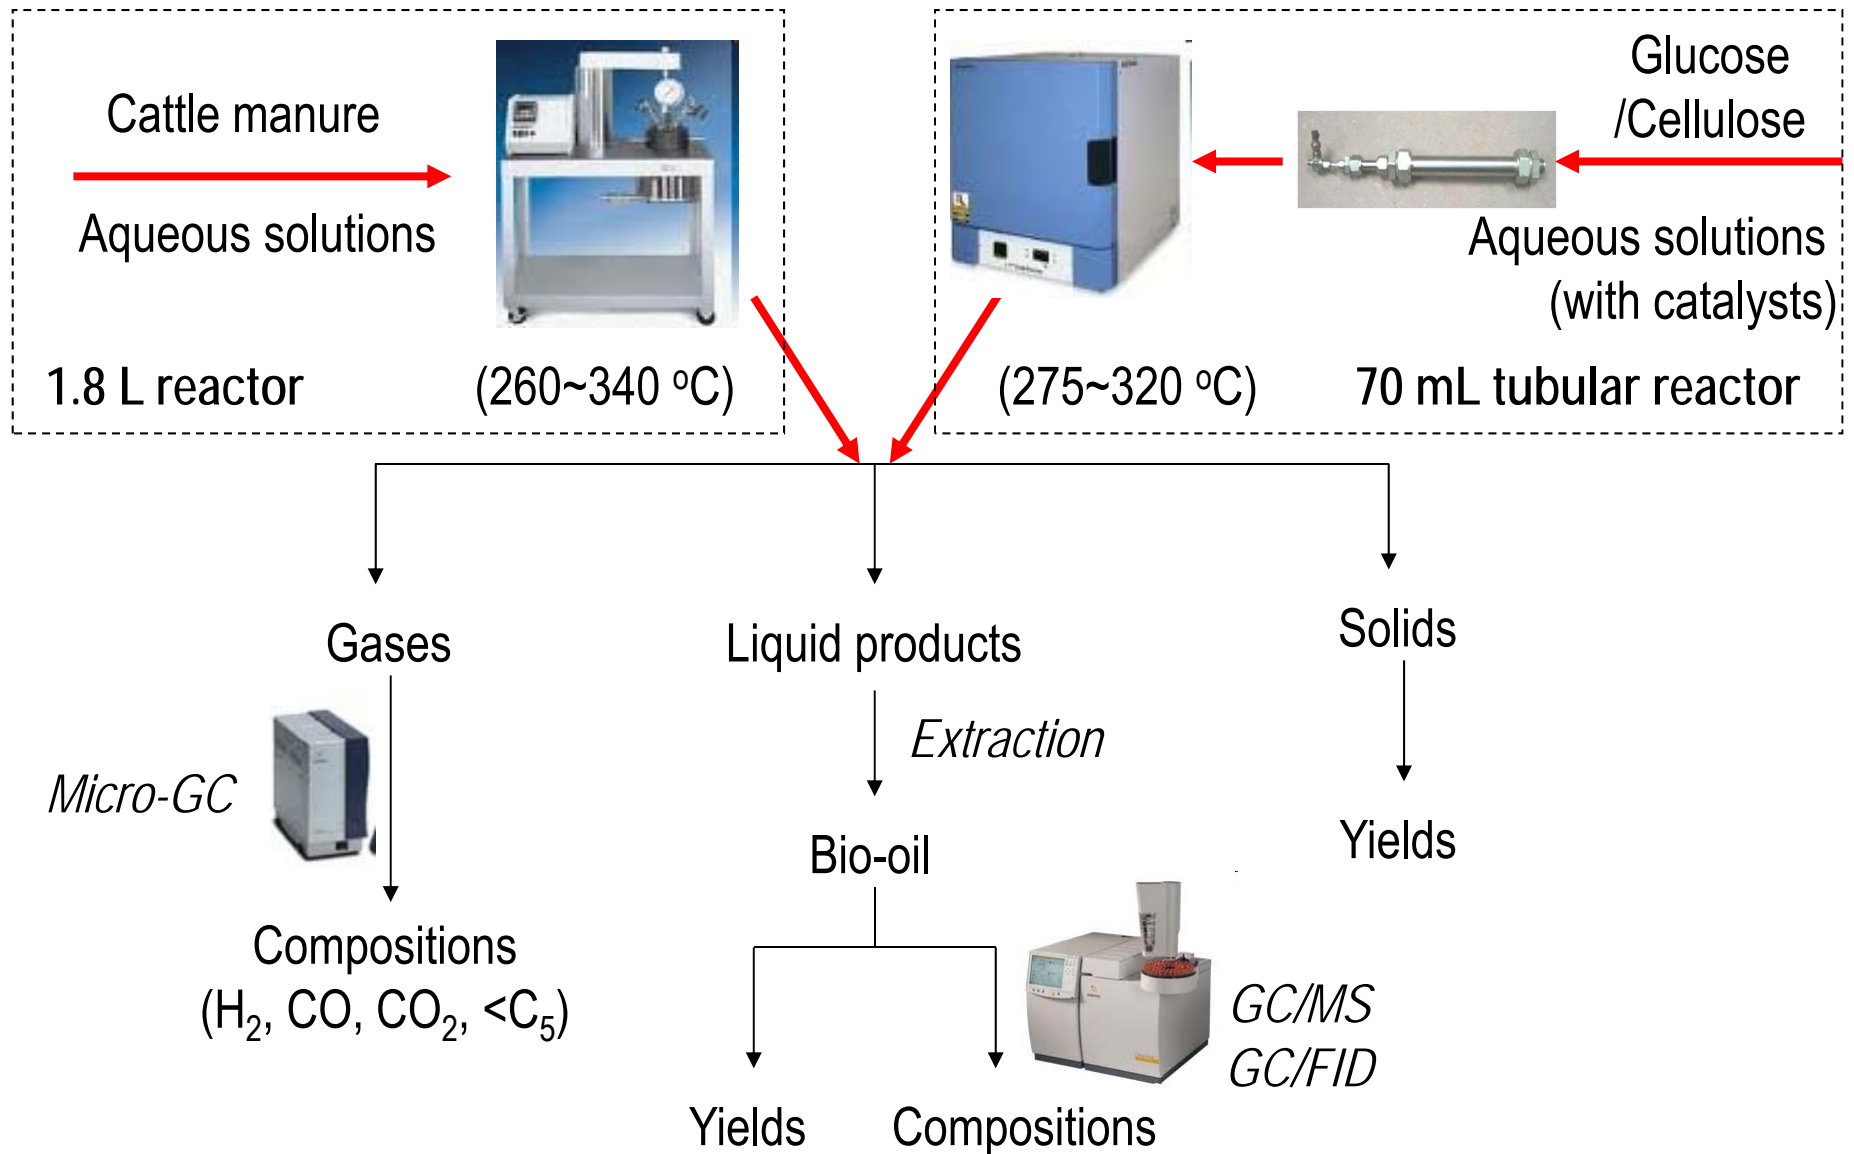 Cattle manure
Aqueous solutions
1.8 L reactor
(260~340 ºC)
Glucose
/Cellulose
Aqueous solutions
(with catalysts)
(275~320 ºC)
70 mL tubular reactor
Gases
Liquid products
Solids
Micro-GC
Extraction
Bio-oil
Yields
Compositions
(H₂, CO, CO₂, <C₅)
GC/MS
GC/FID
Yields
Compositions